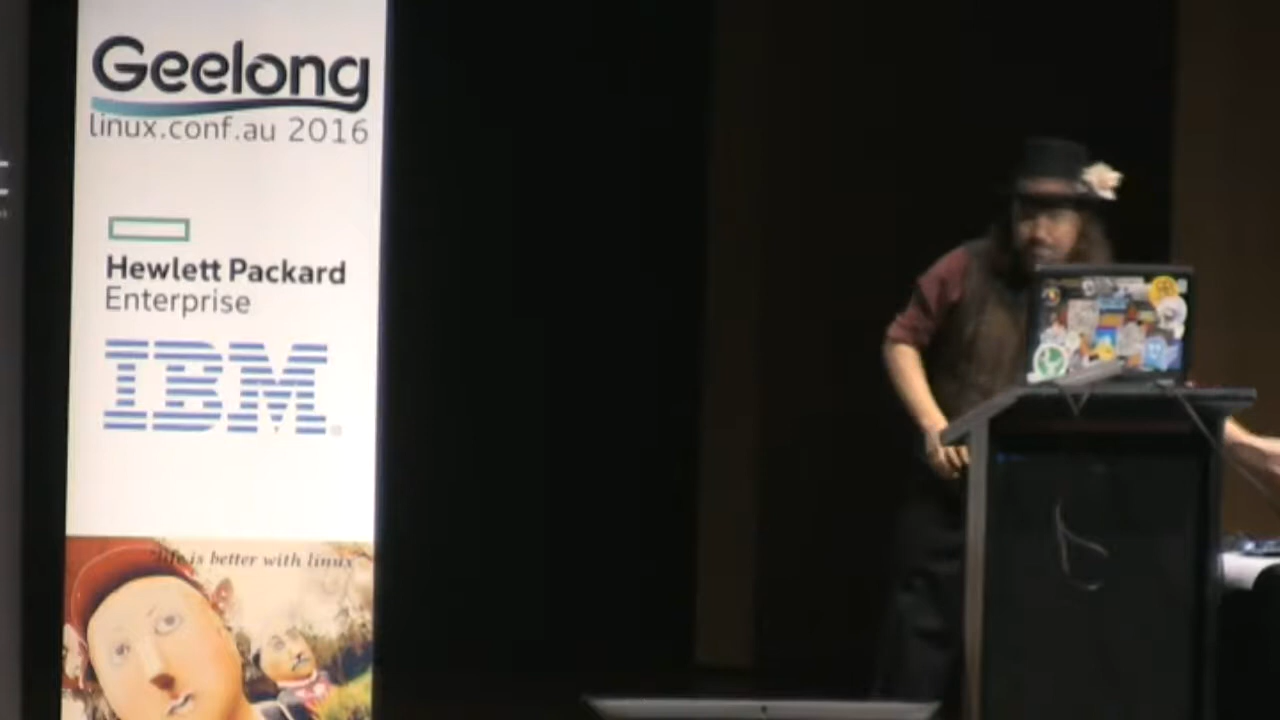 Geelong
linux.conf.au 2016
Hewlett Packard
Enterprise
IBM
"life is better with linux